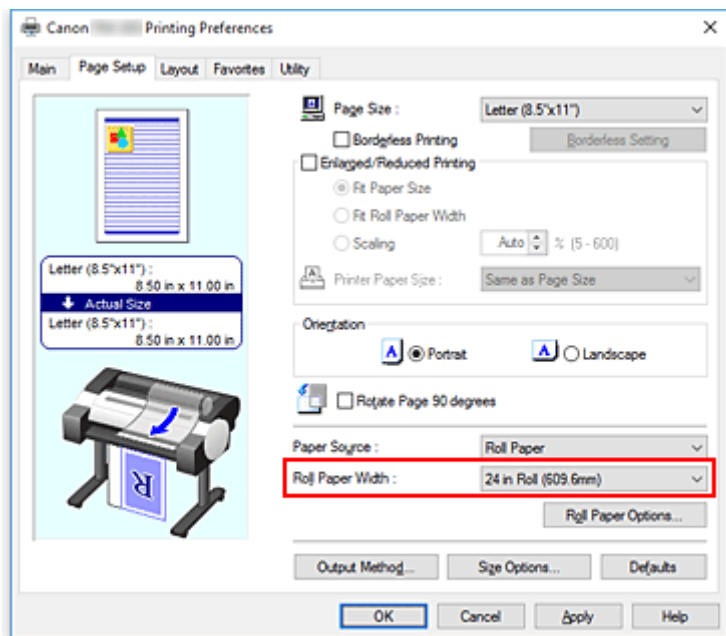 Canon Printing Preferences
Main Page Setup Layout Favorites Utility
Page Size : Letter (8.5"x11")
Borderless Printing Borderless Setting
Enlarged/Reduced Printing
Fit Paper Size
Fit Roll Paper Width
Scaling Auto % (5 - 600)
Printer Paper Size : Same as Page Size
Letter (8.5"x11") :
8.50 in x 11.00 in
Actual Size
Letter (8.5"x11") :
8.50 in x 11.00 in
Orientation
A Portrait A Landscape
Rotate Page 90 degrees
R
Paper Source : Roll Paper
Roll Paper Width : 24 in Roll (609.6mm)
Roll Paper Options...
Output Method... Size Options... Defaults
OK Cancel Apply Help